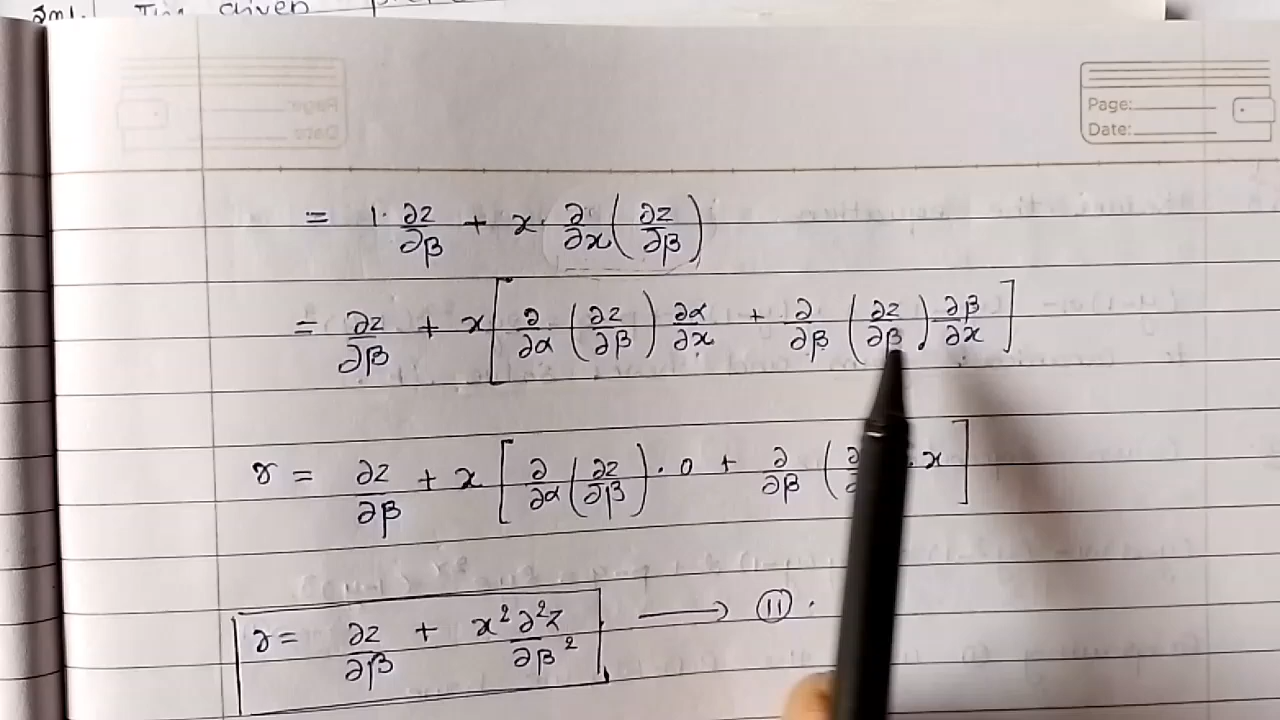 Page:
Date:
= 1· ∂z/∂β + x· ∂/∂x (∂z/∂β)
= ∂z/∂β + x [ ∂/∂α (∂z/∂β) ∂α/∂x + ∂/∂β (∂z/∂β) ∂β/∂x ]
r = ∂z/∂β + x [ ∂/∂α (∂z/∂β) · 0 + ∂/∂β ( · x ]
r = ∂z/∂β + x² ∂²z/∂β² → 11 .